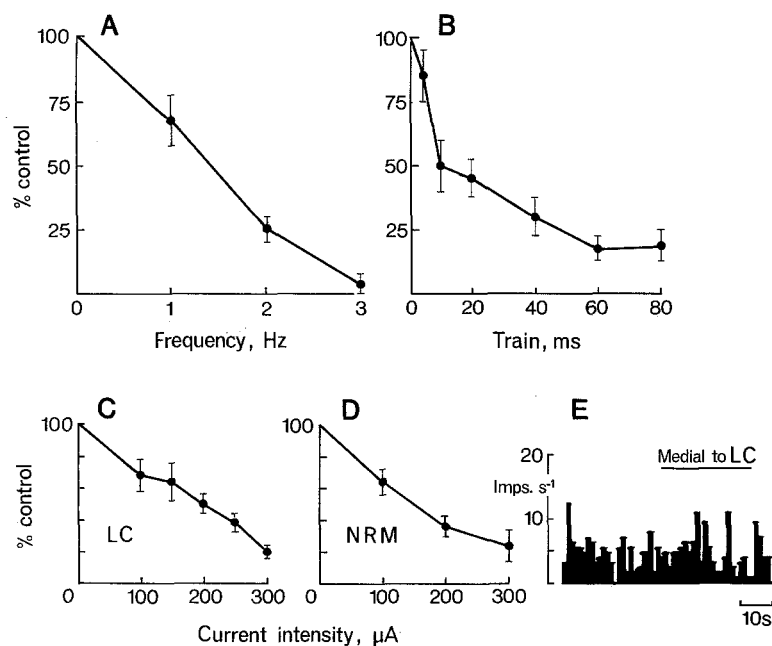 A
100
75
50
25
% control
0
1
2
3
Frequency, Hz
B
100
75
50
25
0
20
40
60
80
Train, ms
C
100
% control
LC
0
100
200
300
D
100
NRM
0
100
200
300
Current intensity, µA
E
20
Medial to LC
Imps. s⁻¹
10
10s